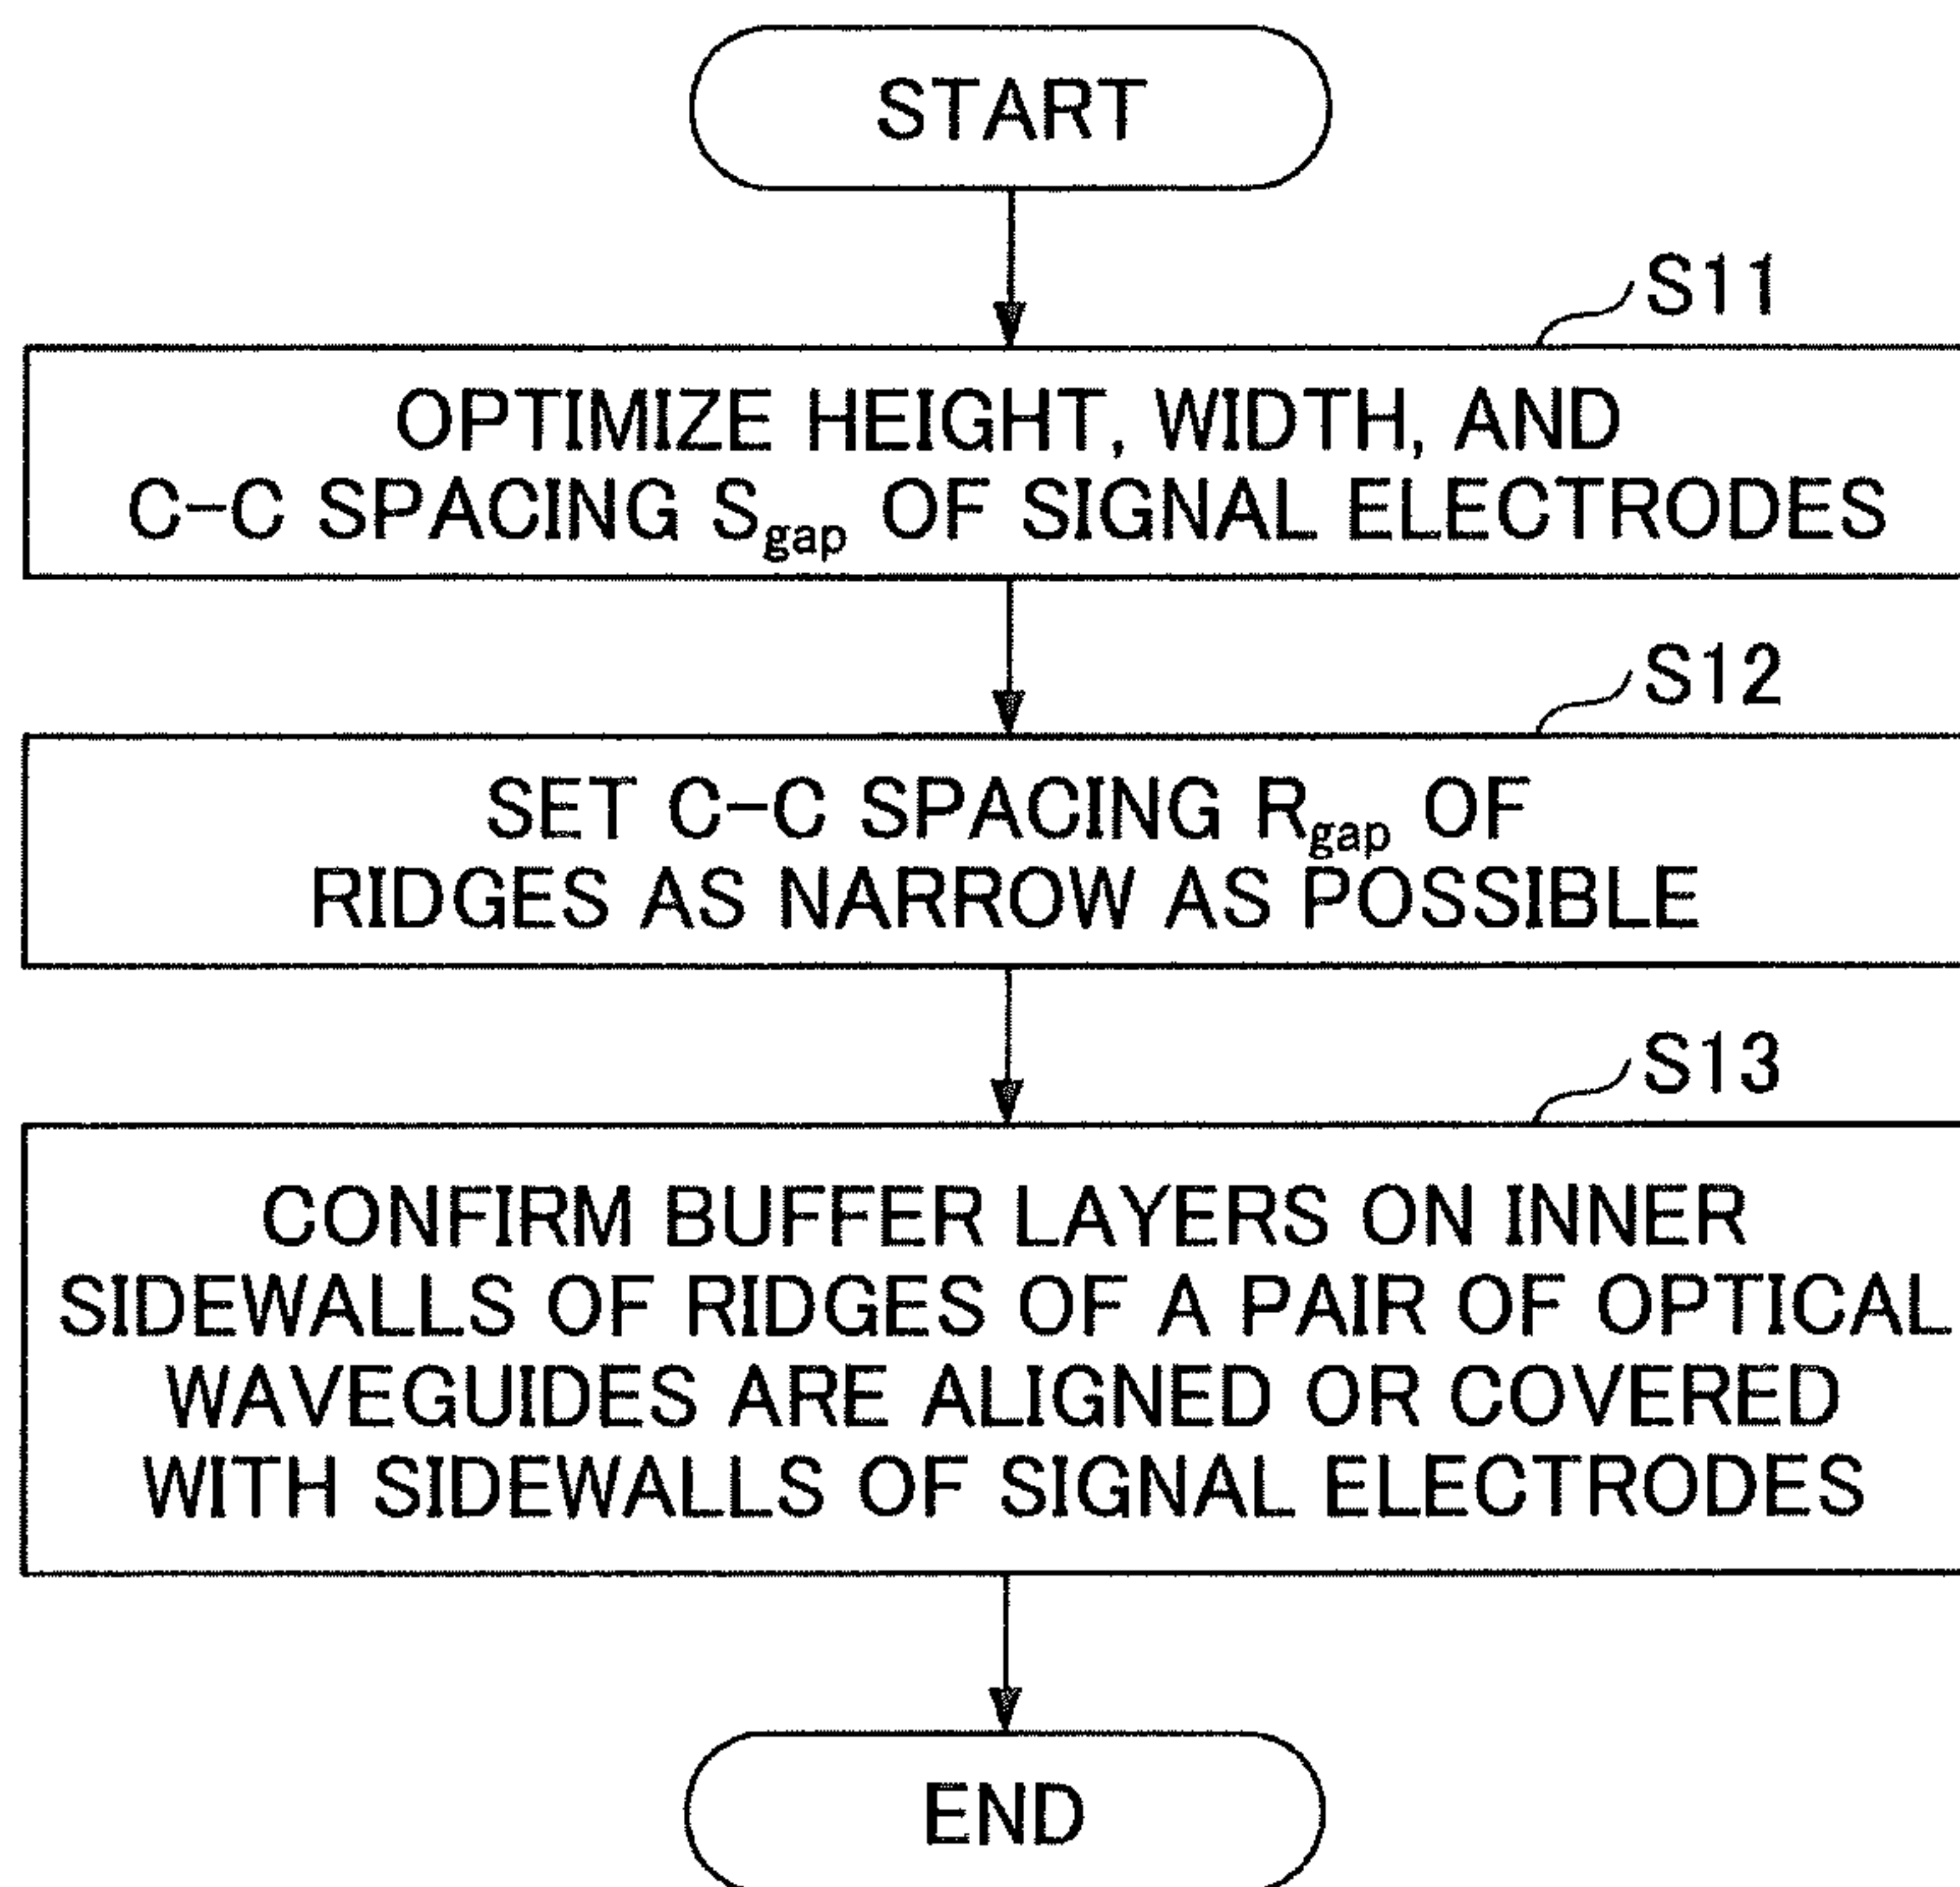 START
S11
OPTIMIZE HEIGHT, WIDTH, AND
C-C SPACING Sgap OF SIGNAL ELECTRODES
S12
SET C-C SPACING Rgap OF
RIDGES AS NARROW AS POSSIBLE
S13
CONFIRM BUFFER LAYERS ON INNER
SIDEWALLS OF RIDGES OF A PAIR OF OPTICAL
WAVEGUIDES ARE ALIGNED OR COVERED
WITH SIDEWALLS OF SIGNAL ELECTRODES
END